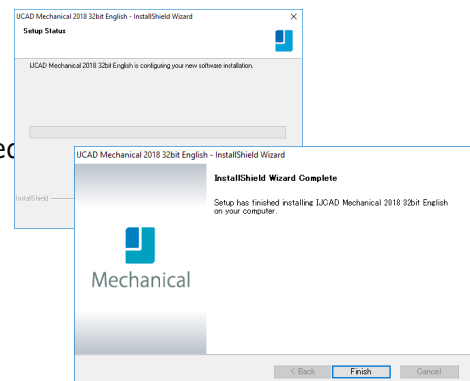 IJCAD Mechanical 2018 32bit English - InstallShield Wizard
Setup Status
IJCAD Mechanical 2018 32bit English is configuring your new software installation.
InstallShield
IJCAD Mechanical 2018 32bit English - InstallShield Wizard
InstallShield Wizard Complete
Setup has finished installing IJCAD Mechanical 2018 32bit English
on your computer.
Mechanical
< Back
Finish
Cancel